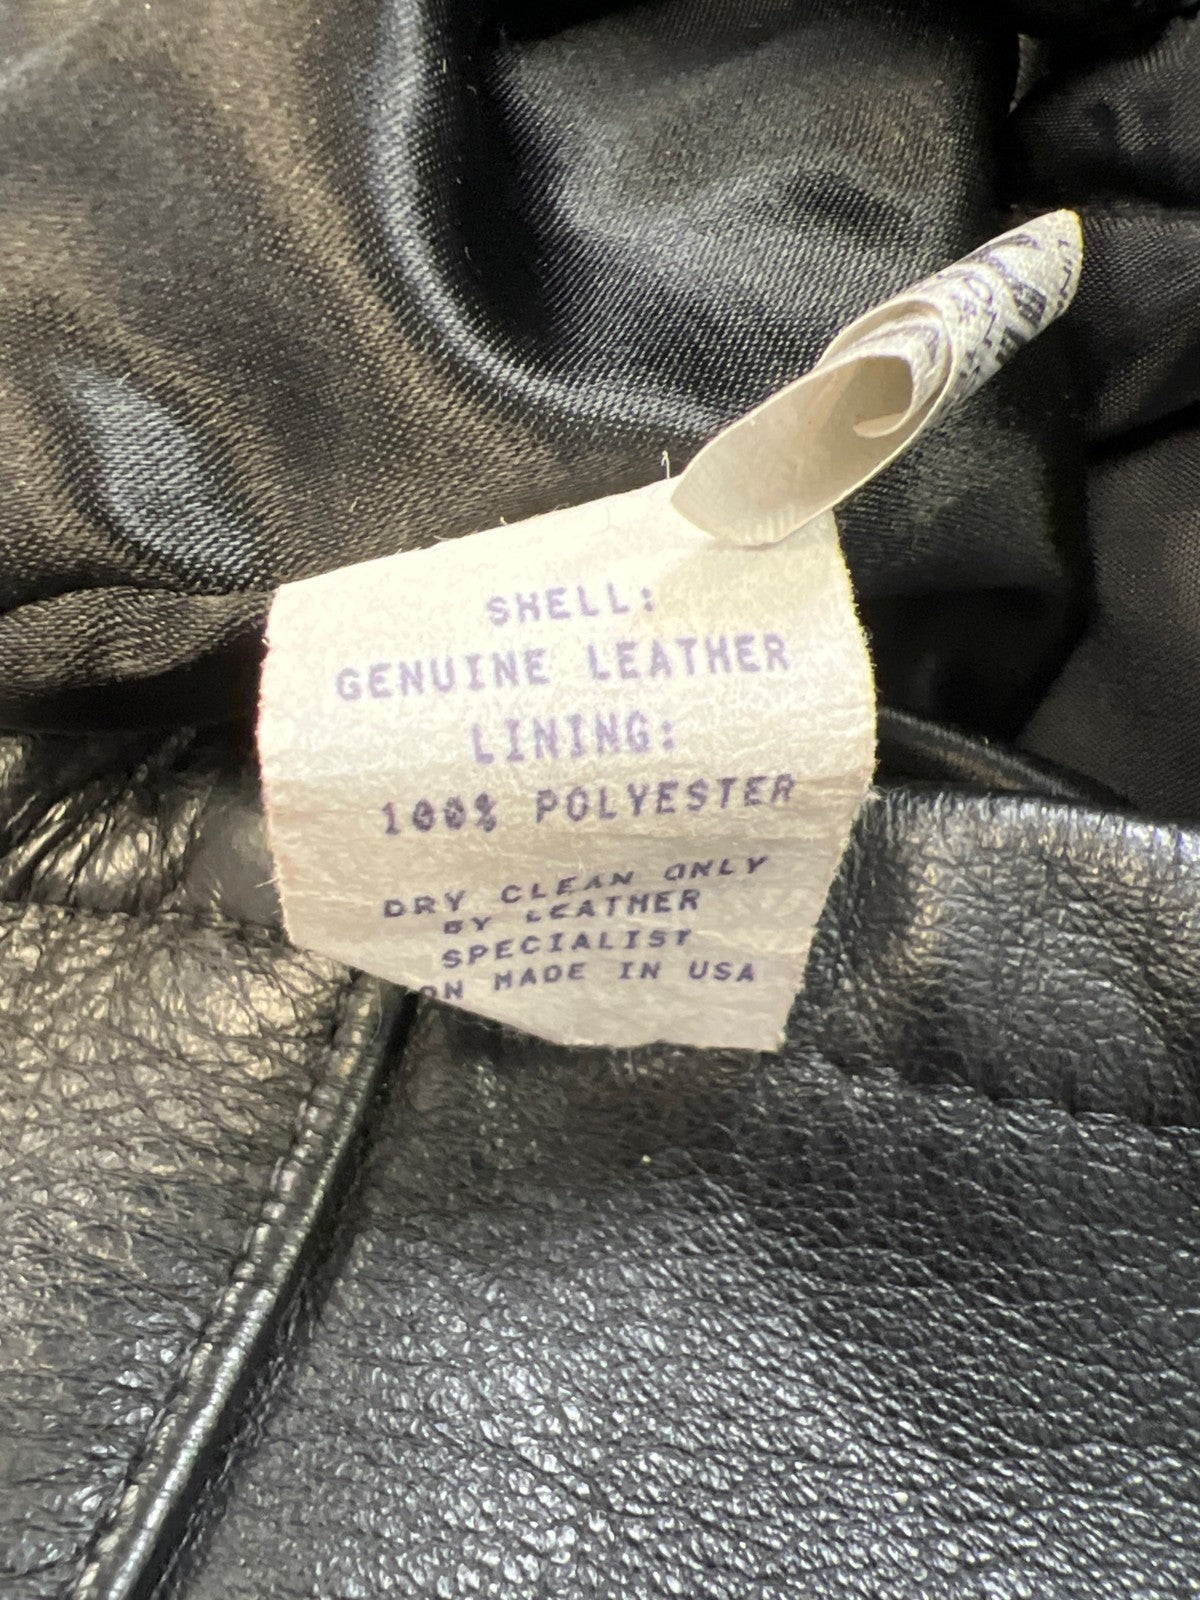 SHELL:
GENUINE LEATHER
LINING:
100% POLYESTER
DRY CLEAN ONLY
BY LEATHER
SPECIALIST
MADE IN USA